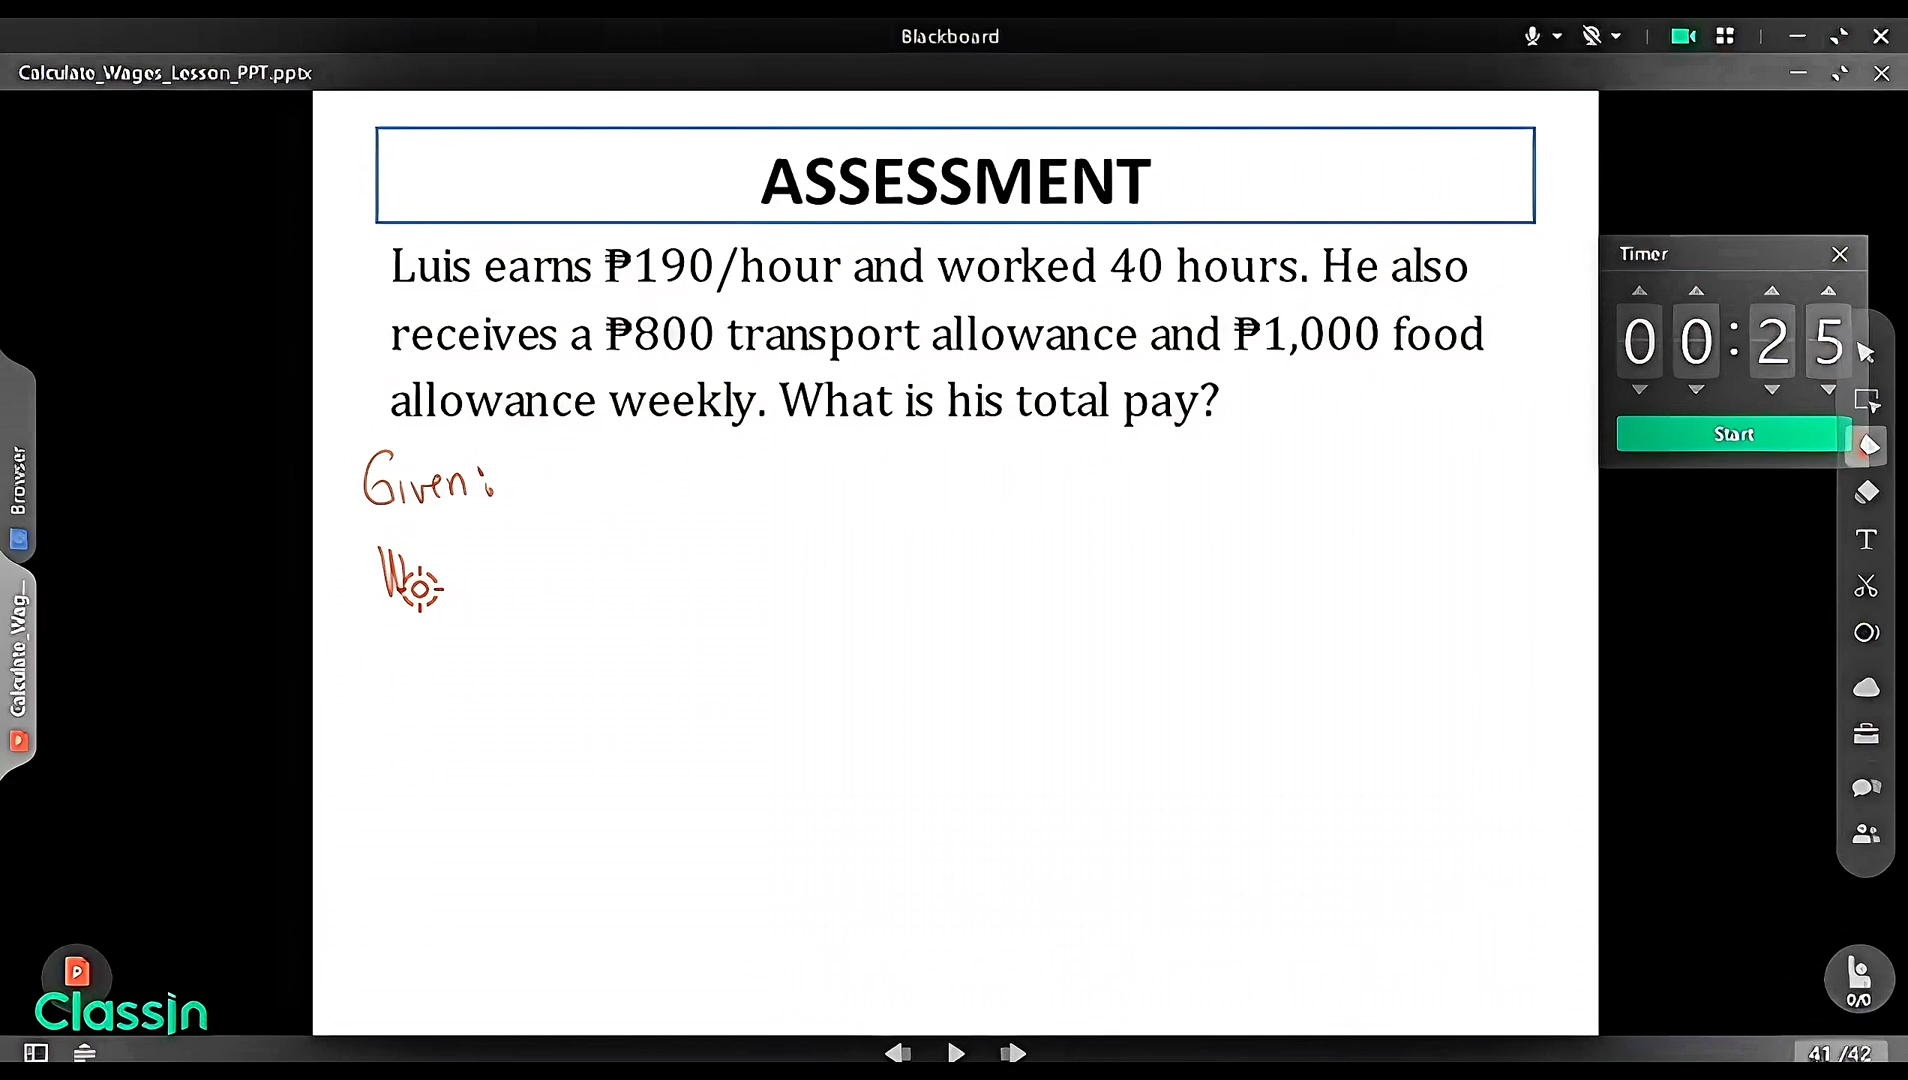 Blackboard
Calculate_Wages_Lesson_PPT.pptx
ASSESSMENT
Luis earns ₱190/hour and worked 40 hours. He also
receives a ₱800 transport allowance and ₱1,000 food
allowance weekly. What is his total pay?
Given:
W
Timer
00:25
Start
T
Browser
Calculate_Wag...
ClassIn
0/0
41/42